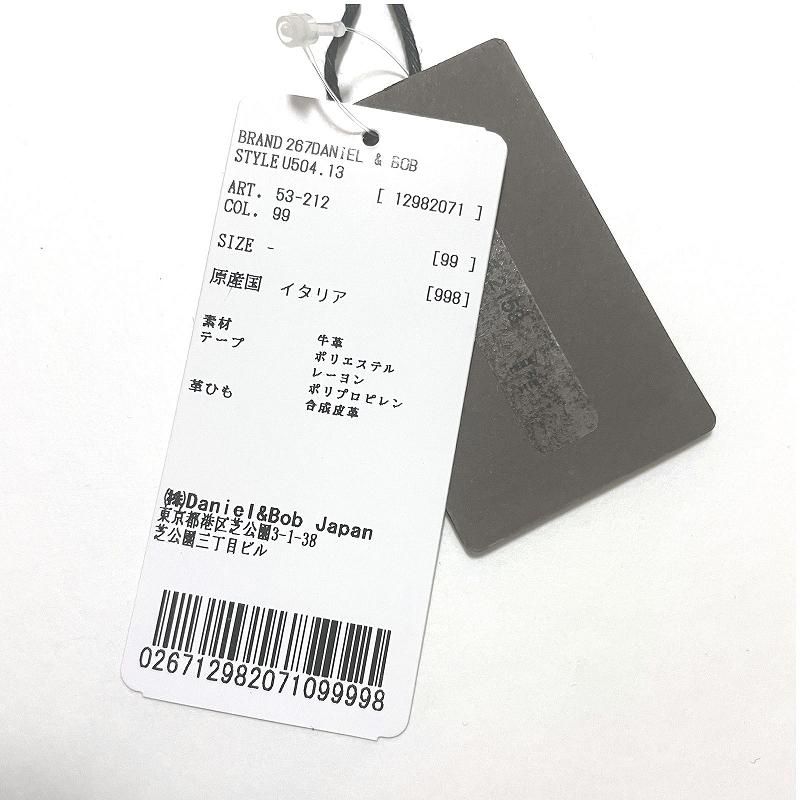 BRAND 267DANIEL & BOB
STYLE U504.13
ART. 53-212 [ 12982071 ]
COL. 99
SIZE - [99 ]
原産国 イタリア [998]
素材 牛革
テープ ポリエステル
レーヨン
革ひも ポリプロピレン
合成皮革
㈱Daniel&Bob Japan
東京都港区芝公園3-1-38
芝公園三丁目ビル
026712982071099998